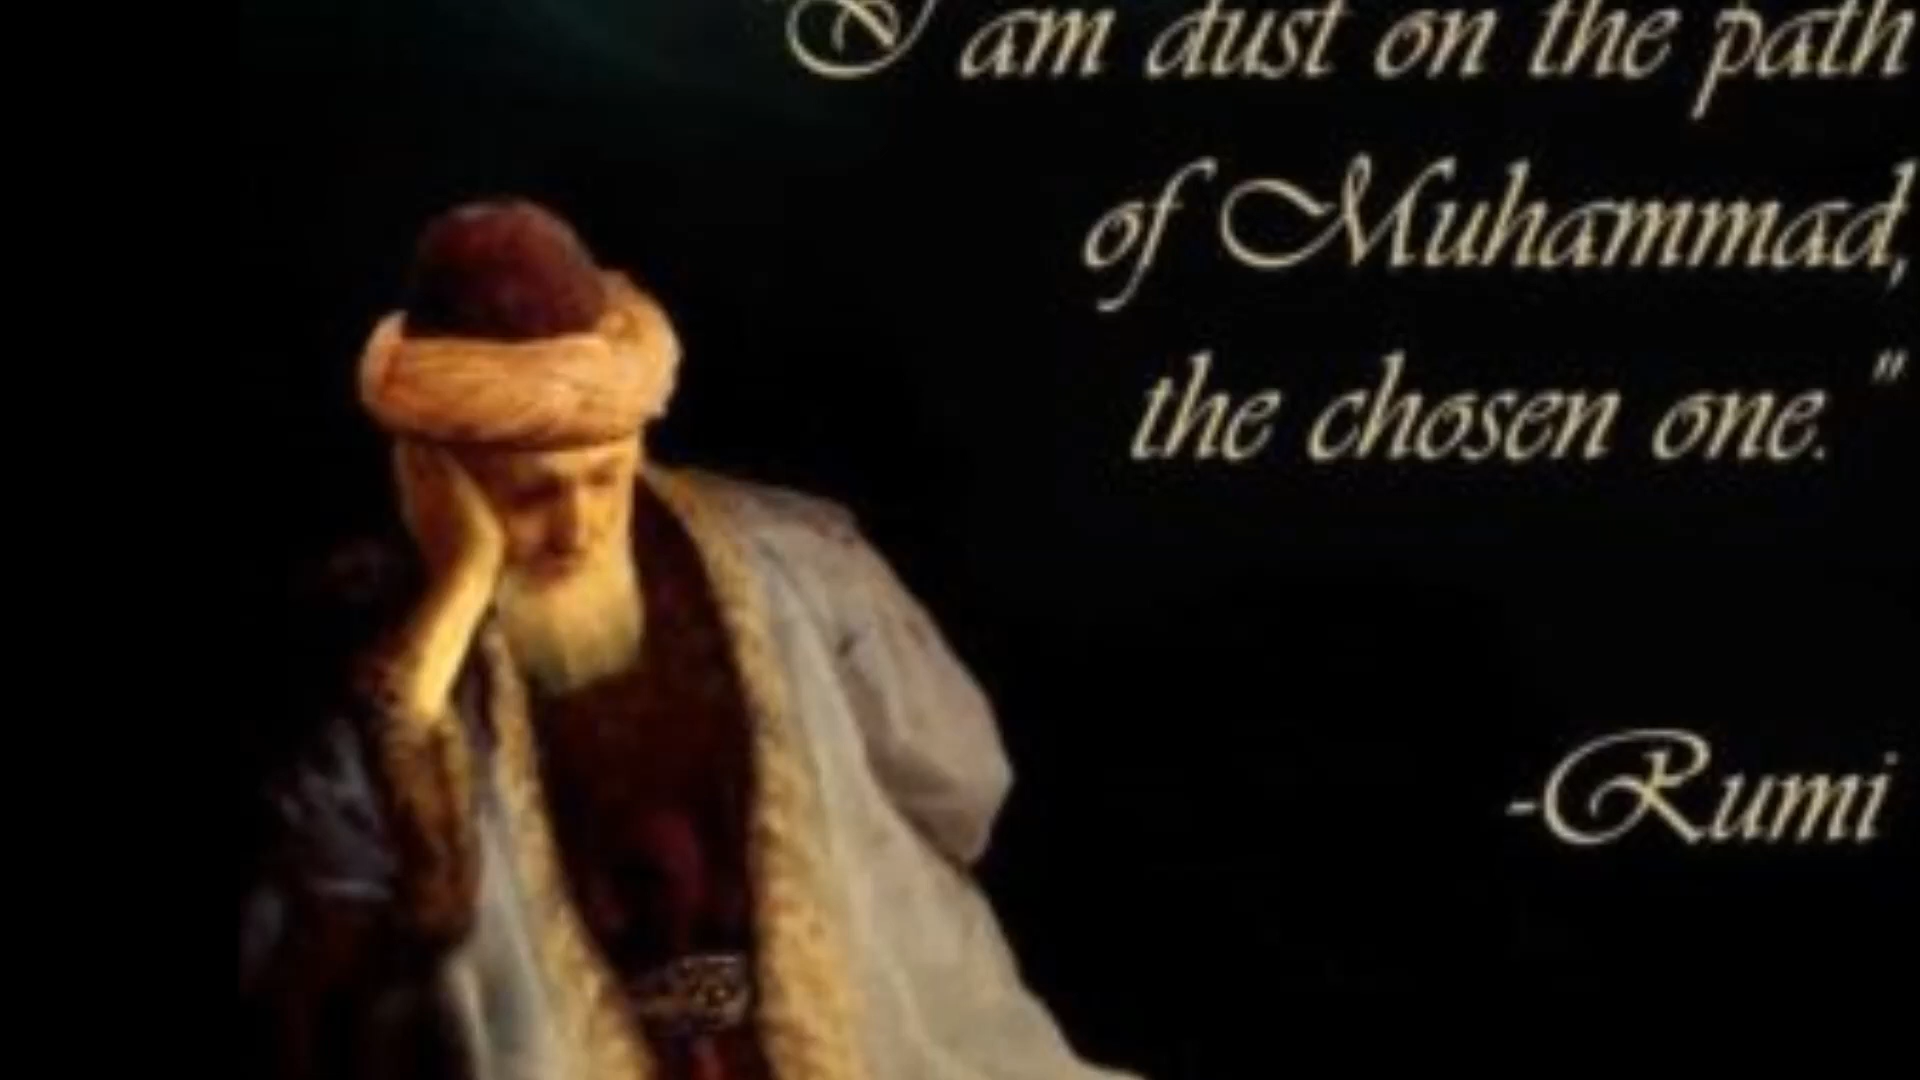 "I am dust on the path
of Muhammad,
the chosen one."
-Rumi